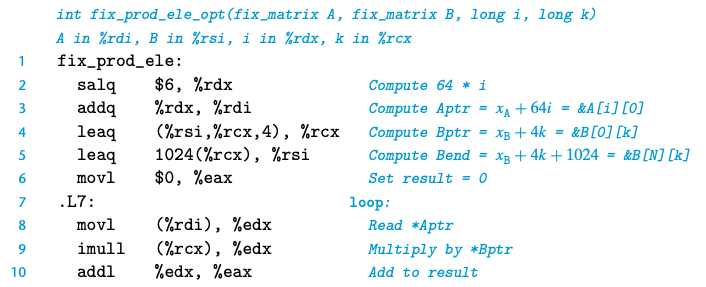 int fix_prod_ele_opt(fix_matrix A, fix_matrix B, long i, long k)
A in %rdi, B in %rsi, i in %rdx, k in %rcx
1 fix_prod_ele:
2 salq $6, %rdx Compute 64 * i
3 addq %rdx, %rdi Compute Aptr = x_A + 64i = &A[i][0]
4 leaq (%rsi,%rcx,4), %rcx Compute Bptr = x_B + 4k = &B[0][k]
5 leaq 1024(%rcx), %rsi Compute Bend = x_B + 4k + 1024 = &B[N][k]
6 movl $0, %eax Set result = 0
7 .L7: loop:
8 movl (%rdi), %edx Read *Aptr
9 imull (%rcx), %edx Multiply by *Bptr
10 addl %edx, %eax Add to result